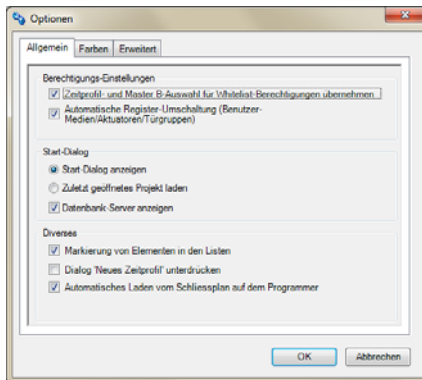 Optionen
Allgemein Farben Erweitert
Berechtigungs-Einstellungen
Zeitprofil- und Master B-Auswahl für Whitelist-Berechtigungen übernehmen
Automatische Register-Umschaltung (Benutzer-
Medien/Aktuatoren/Türgruppen)
Start-Dialog
Start-Dialog anzeigen
Zuletzt geöffnetes Projekt laden
Datenbank-Server anzeigen
Diverses
Markierung von Elementen in den Listen
Dialog 'Neues Zeitprofil' unterdrücken
Automatisches Laden vom Schliessplan auf dem Programmer
OK Abbrechen